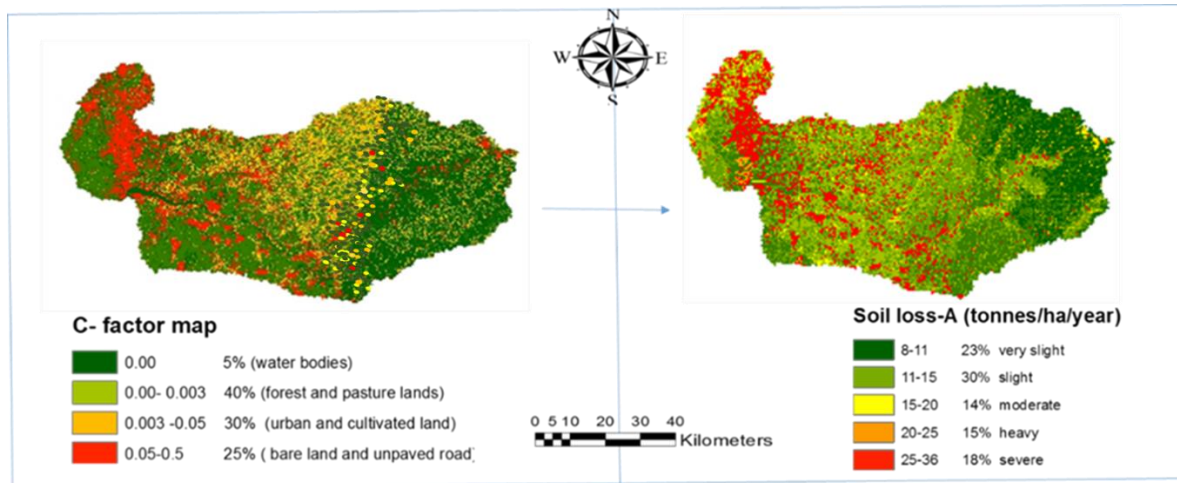 N
W E
S
C- factor map
0.00 5% (water bodies)
0.00- 0.003 40% (forest and pasture lands)
0.003 -0.05 30% (urban and cultivated land)
0.05-0.5 25% ( bare land and unpaved road)
0 5 10 20 30 40
Kilometers
Soil loss-A (tonnes/ha/year)
8-11 23% very slight
11-15 30% slight
15-20 14% moderate
20-25 15% heavy
25-36 18% severe